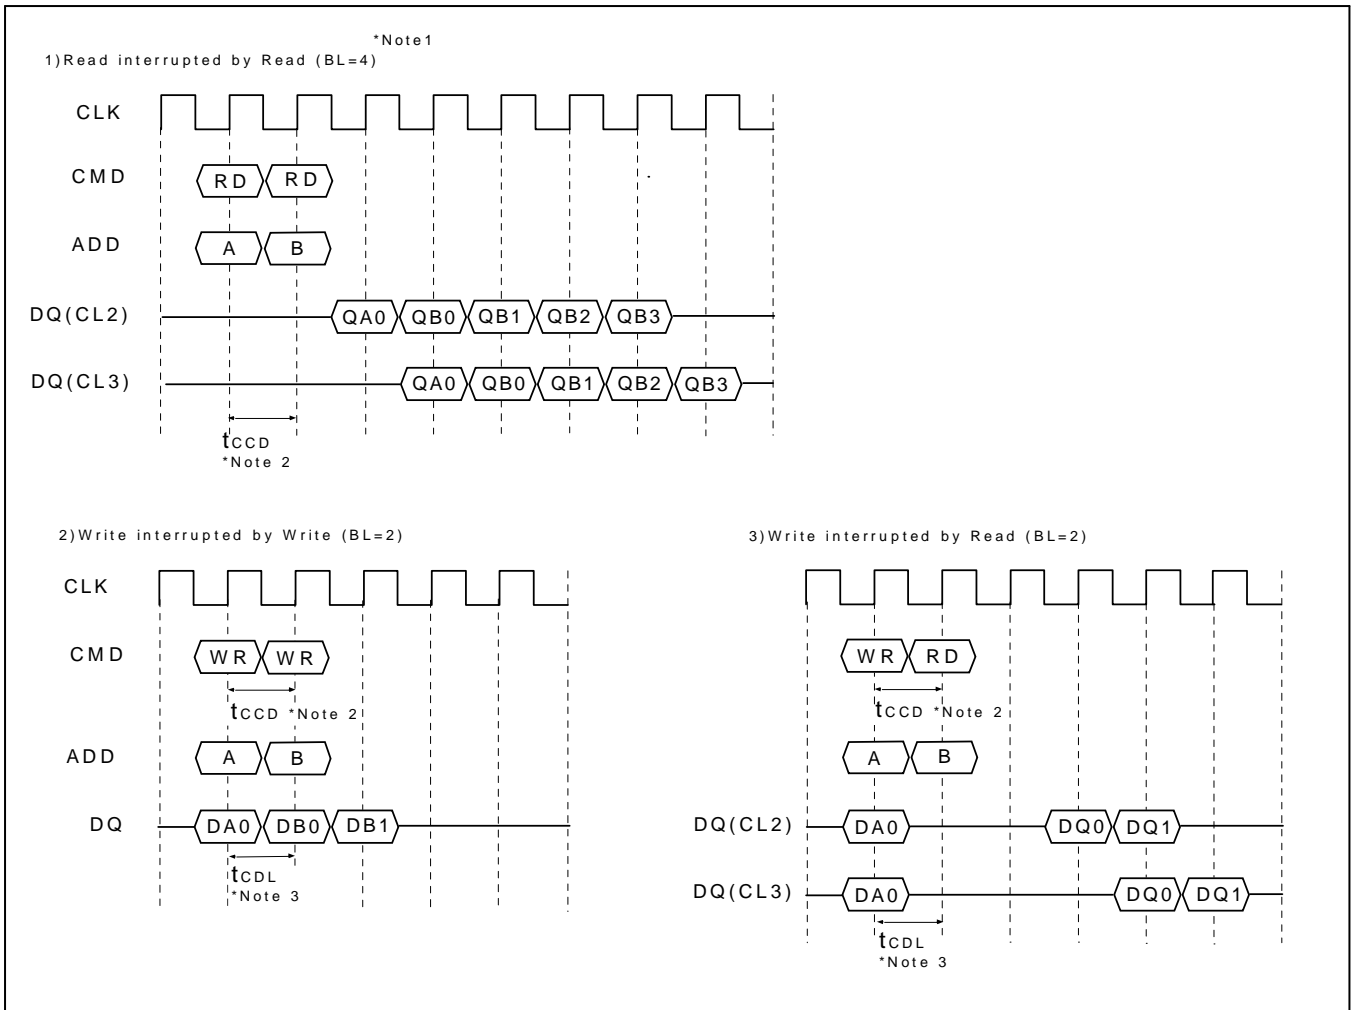 *Note1
1)Read interrupted by Read (BL=4)
CLK
CMD RD RD
ADD A B
DQ(CL2) QA0 QB0 QB1 QB2 QB3
DQ(CL3) QA0 QB0 QB1 QB2 QB3
tCCD
*Note 2
2)Write interrupted by Write (BL=2)
CLK
CMD WR WR
tCCD *Note 2
ADD A B
DQ DA0 DB0 DB1
tCDL
*Note 3
3)Write interrupted by Read (BL=2)
WR RD
tCCD *Note 2
A B
DQ(CL2) DA0 DQ0 DQ1
DQ(CL3) DA0 DQ0 DQ1
tCDL
*Note 3